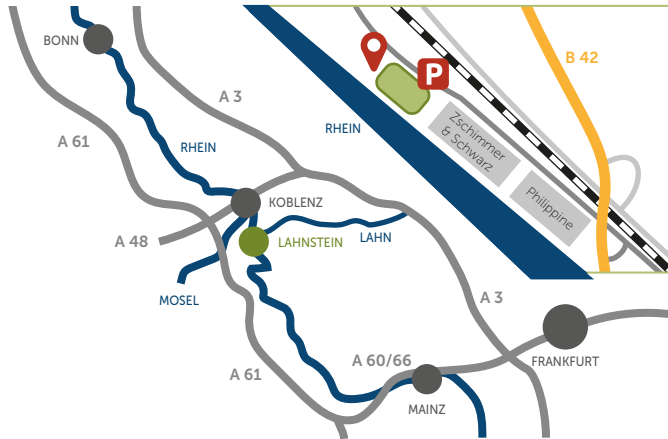 BONN
A 3
A 61
RHEIN
KOBLENZ
A 48
LAHNSTEIN
LAHN
MOSEL
A 3
A 61
A 60/66
FRANKFURT
MAINZ
P
B 42
RHEIN
Zschimmer
& Schwarz
Philippine